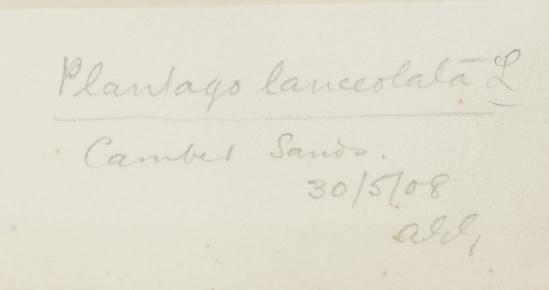 Plantago lanceolata L
Camber Sands.
30/5/08